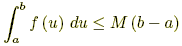 ∫_a^b f(u) du ≤ M(b − a)